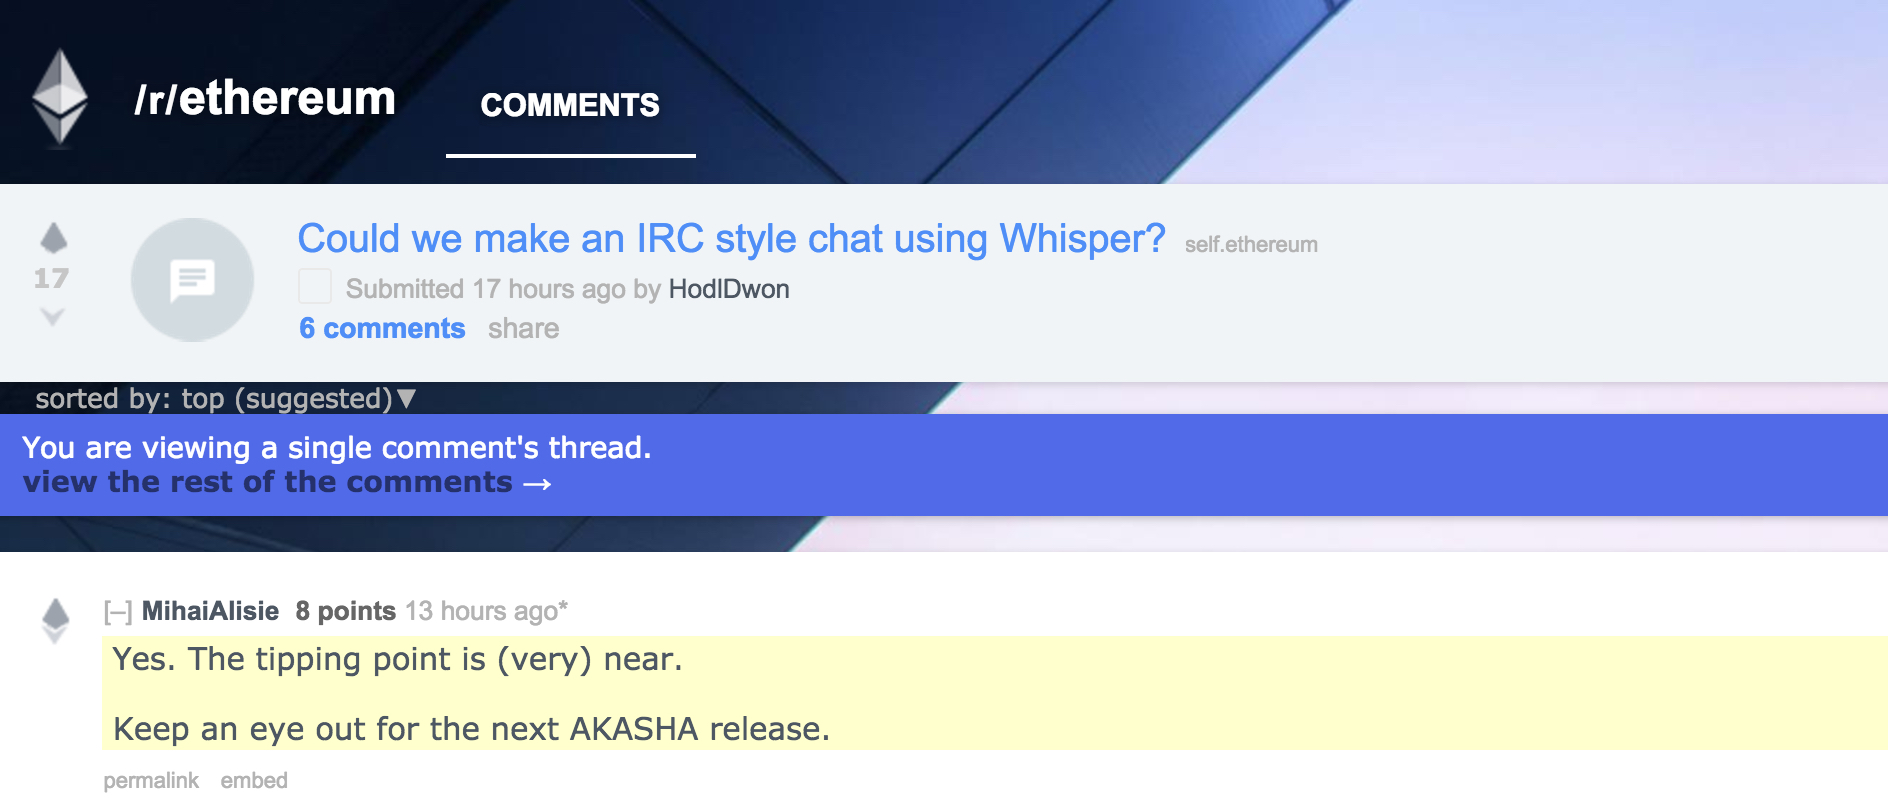 /r/ethereum COMMENTS
Could we make an IRC style chat using Whisper? self.ethereum
17
Submitted 17 hours ago by HodlDwon
6 comments share
sorted by: top (suggested)▼
You are viewing a single comment's thread.
view the rest of the comments →
[–] MihaiAlisie 8 points 13 hours ago*
Yes. The tipping point is (very) near.
Keep an eye out for the next AKASHA release.
permalink embed